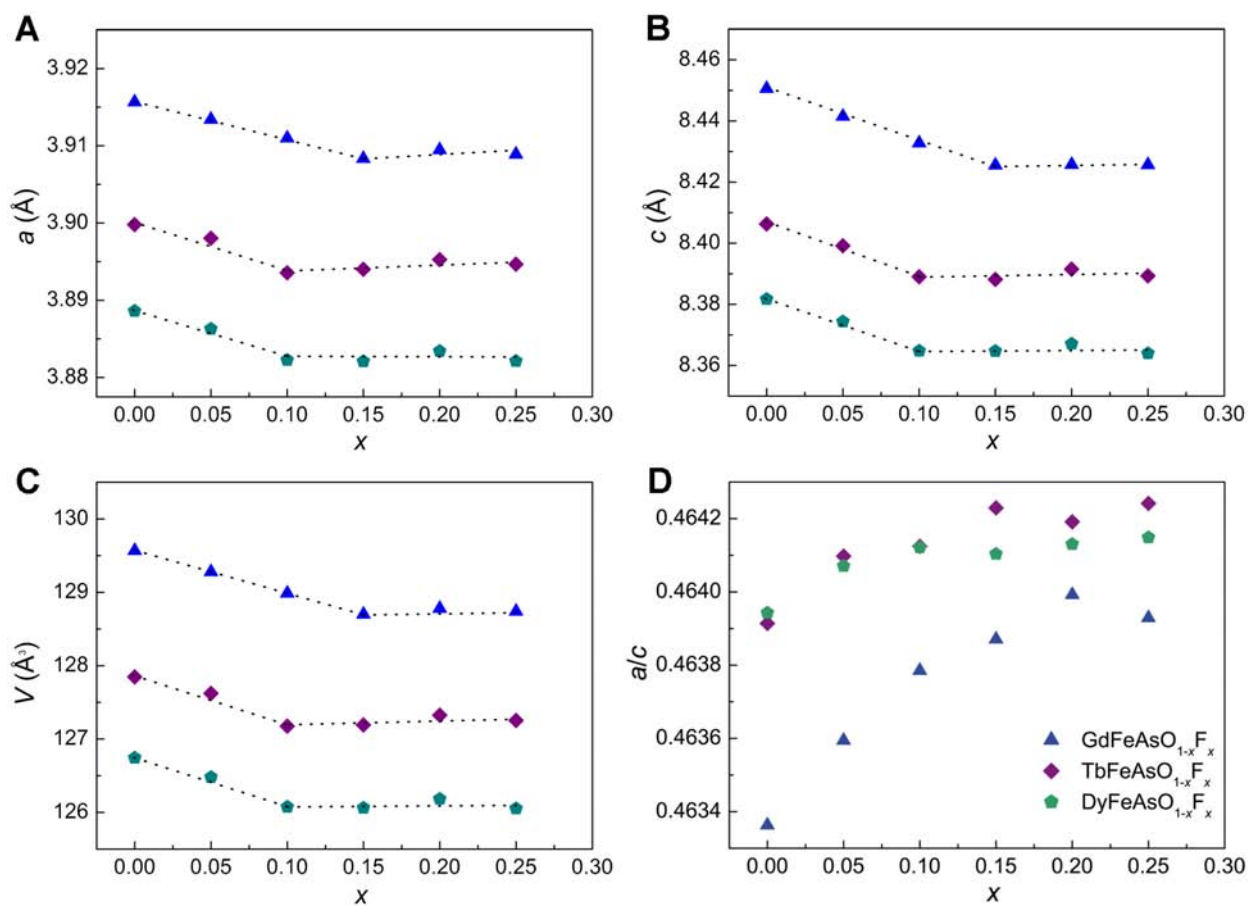 A
a (Å)
3.92
3.91
3.90
3.89
3.88
0.00 0.05 0.10 0.15 0.20 0.25 0.30
x
B
c (Å)
8.46
8.44
8.42
8.40
8.38
8.36
0.00 0.05 0.10 0.15 0.20 0.25 0.30
x
C
V (Å³)
130
129
128
127
126
0.00 0.05 0.10 0.15 0.20 0.25 0.30
x
D
a/c
0.4642
0.4640
0.4638
0.4636
0.4634
GdFeAsO₁₋ₓFₓ
TbFeAsO₁₋ₓFₓ
DyFeAsO₁₋ₓFₓ
0.00 0.05 0.10 0.15 0.20 0.25 0.30
x